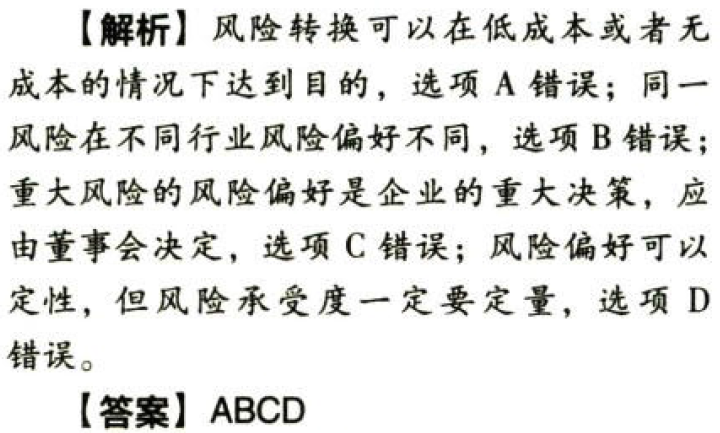 【解析】风险转换可以在低成本或者无
成本的情况下达到目的，选项 A 错误；同一
风险在不同行业风险偏好不同，选项 B 错误；
重大风险的风险偏好是企业的重大决策，应
由董事会决定，选项 C 错误；风险偏好可以
定性，但风险承受度一定要定量，选项 D
错误。
【答案】ABCD